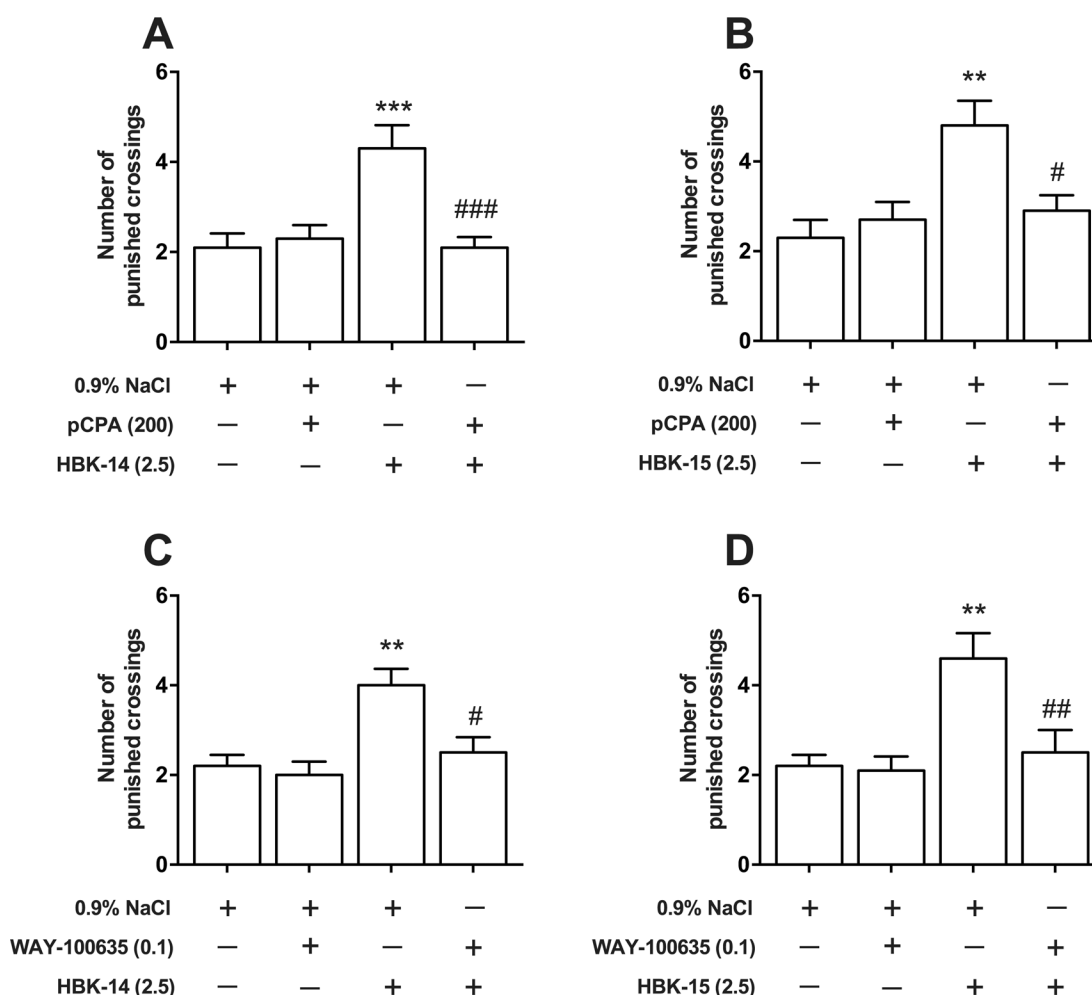 A
Number of
punished crossings
6
4
2
0
***
###
0.9% NaCl + + + —
pCPA (200) — + — +
HBK-14 (2.5) — — + +
B
Number of
punished crossings
6
4
2
0
**
#
0.9% NaCl + + + —
pCPA (200) — + — +
HBK-15 (2.5) — — + +
C
Number of
punished crossings
6
4
2
0
**
#
0.9% NaCl + + + —
WAY-100635 (0.1) — + — +
HBK-14 (2.5) — — + +
D
Number of
punished crossings
6
4
2
0
**
##
0.9% NaCl + + + —
WAY-100635 (0.1) — + — +
HBK-15 (2.5) — — + +